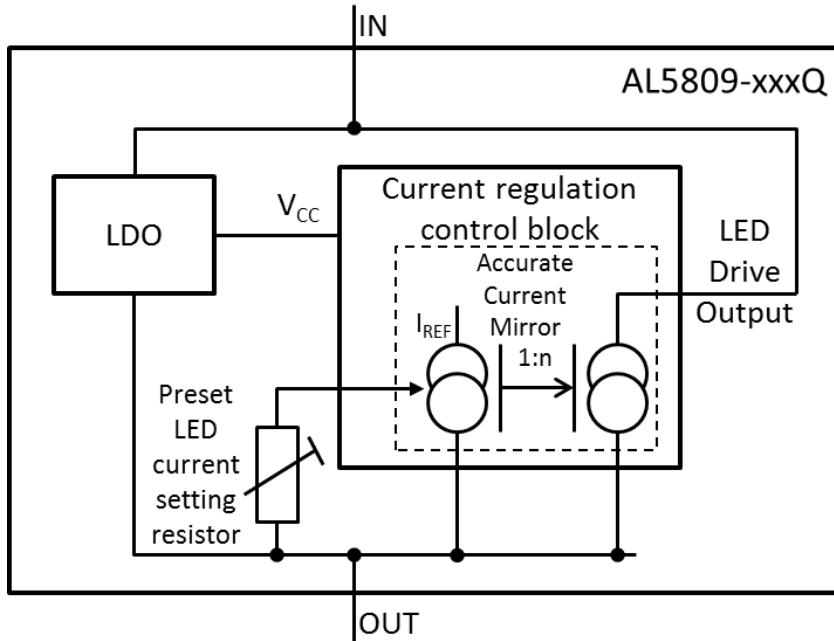 IN
AL5809-xxxQ
LDO
VCC
Current regulation
control block
Accurate
Current
Mirror
1:n
IREF
LED
Drive
Output
Preset
LED
current
setting
resistor
OUT